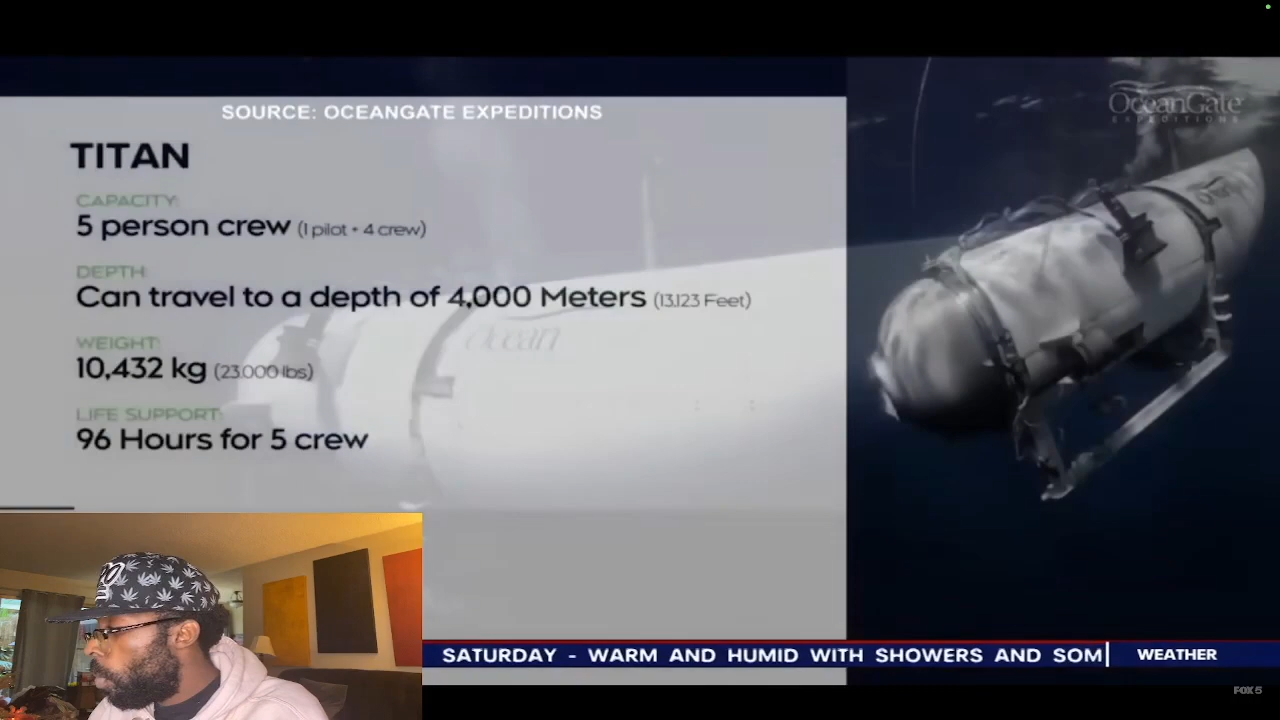 SOURCE: OCEANGATE EXPEDITIONS
OceanGate
EXPEDITIONS
TITAN
CAPACITY:
5 person crew (1 pilot + 4 crew)
DEPTH:
Can travel to a depth of 4,000 Meters (13,123 Feet)
WEIGHT:
10,432 kg (23,000 lbs)
LIFE SUPPORT:
96 Hours for 5 crew
Ocean
SATURDAY - WARM AND HUMID WITH SHOWERS AND SOM
WEATHER
FOX 5